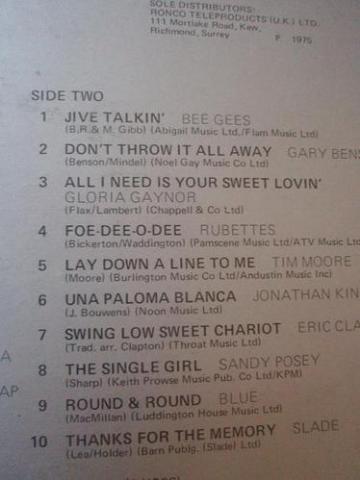 SOLE DISTRIBUTORS:
RONCO TELEPRODUCTS (U.K.) LTD.
111 Mortlake Road, Kew,
Richmond, Surrey P 1975
SIDE TWO
1 JIVE TALKIN' BEE GEES
(B.R.& M. Gibb) (Abigail Music Ltd./Flam Music Ltd)
2 DON'T THROW IT ALL AWAY GARY BENS
(Benson/Mindel) (Noel Gay Music Co Ltd)
3 ALL I NEED IS YOUR SWEET LOVIN'
GLORIA GAYNOR
(Flax/Lambert) (Chappell & Co Ltd)
4 FOE-DEE-O-DEE RUBETTES
(Bickerton/Waddington) (Pamscene Music Ltd/ATV Music Ltd
5 LAY DOWN A LINE TO ME TIM MOORE
(Moore) (Burlington Music Co Ltd/Andustin Music Inc)
6 UNA PALOMA BLANCA JONATHAN KIN
(J. Bouwens) (Noon Music Ltd)
7 SWING LOW SWEET CHARIOT ERIC CLA
(Trad. arr. Clapton) (Throat Music Ltd)
A
8 THE SINGLE GIRL SANDY POSEY
(Sharp) (Keith Prowse Music Pub. Co Ltd/KPM)
AP
9 ROUND & ROUND BLUE
(MacMillan) (Luddington House Music Ltd)
10 THANKS FOR THE MEMORY SLADE
(Lea/Holder) (Barn Publg. (Slade) Ltd)